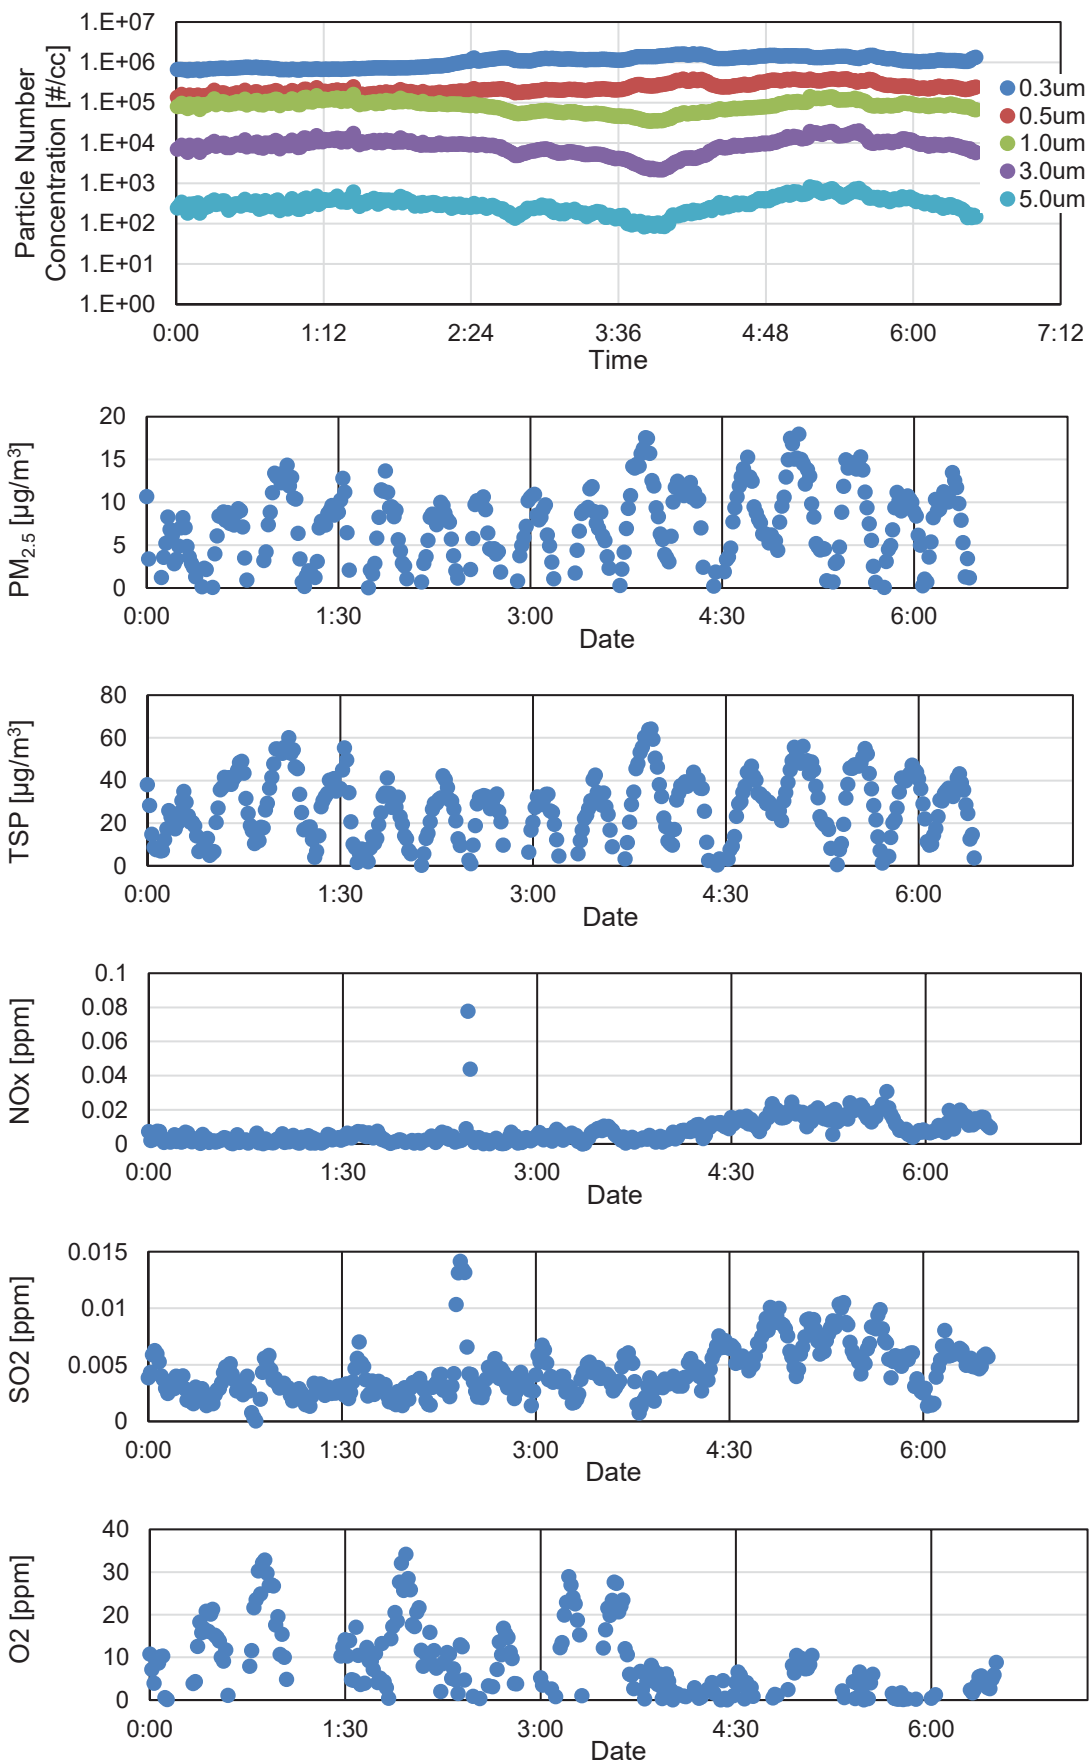 1.E+07
1.E+06
1.E+05
1.E+04
1.E+03
1.E+02
1.E+01
1.E+00
Particle Number
Concentration [#/cc]
0.3um
0.5um
1.0um
3.0um
5.0um
0:00 1:12 2:24 3:36 4:48 6:00 7:12
Time
20
15
10
5
0
PM2.5 [µg/m³]
0:00 1:30 3:00 4:30 6:00
Date
80
60
40
20
0
TSP [µg/m³]
0:00 1:30 3:00 4:30 6:00
Date
0.1
0.08
0.06
0.04
0.02
0
NOx [ppm]
0:00 1:30 3:00 4:30 6:00
Date
0.015
0.01
0.005
0
SO2 [ppm]
0:00 1:30 3:00 4:30 6:00
Date
40
30
20
10
0
O2 [ppm]
0:00 1:30 3:00 4:30 6:00
Date